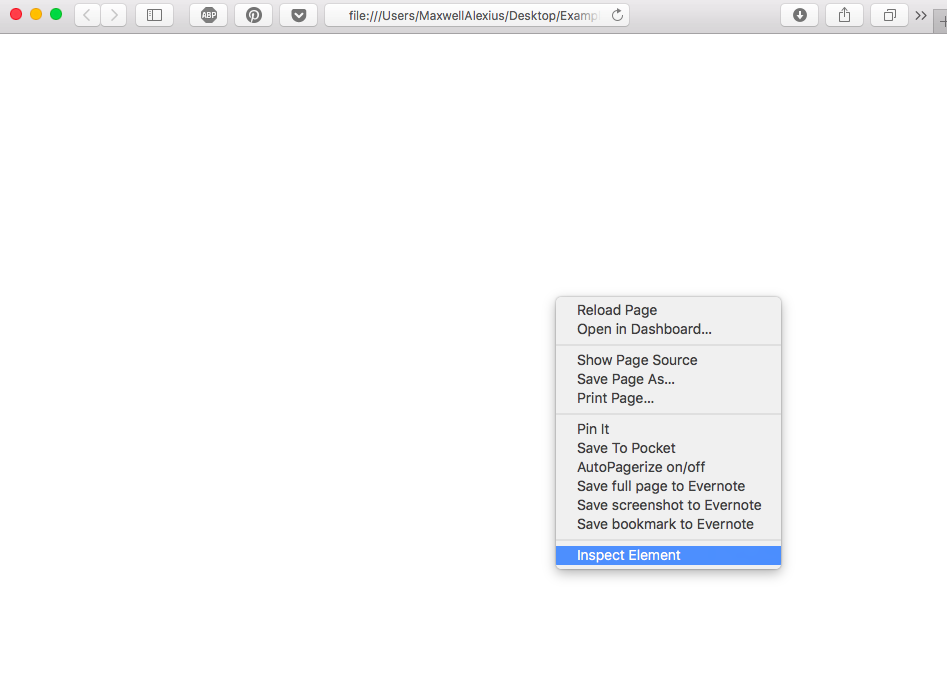 ABP
file:///Users/MaxwellAlexius/Desktop/Examp
Reload Page
Open in Dashboard...
Show Page Source
Save Page As...
Print Page...
Pin It
Save To Pocket
AutoPagerize on/off
Save full page to Evernote
Save screenshot to Evernote
Save bookmark to Evernote
Inspect Element